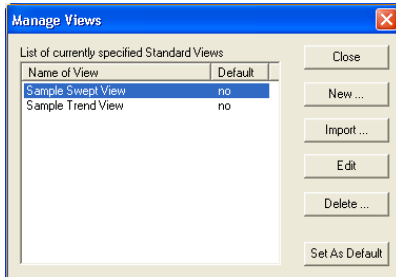 Manage Views
List of currently specified Standard Views
Name of View Default
Sample Swept View no
Sample Trend View no
Close
New ...
Import ...
Edit
Delete ...
Set As Default